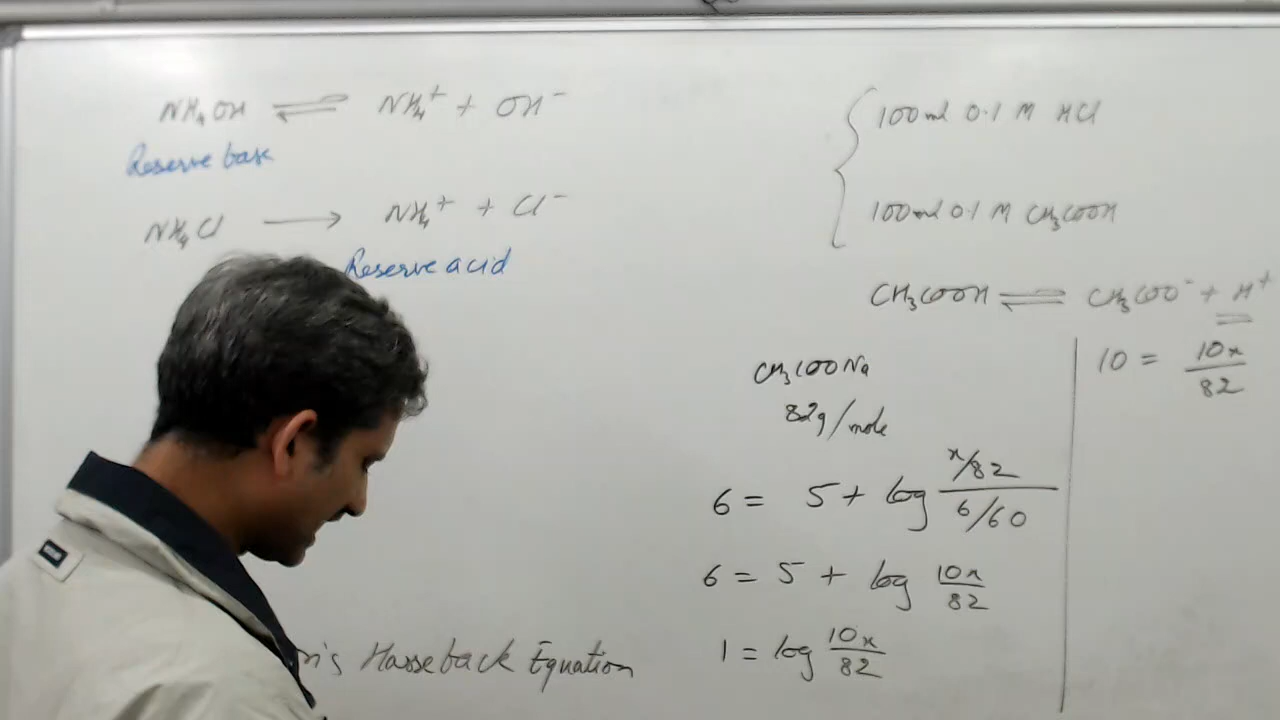 NH₄OH ⇌ NH₄⁺ + OH⁻
Reserve base
NH₄Cl ⟶ NH₄⁺ + Cl⁻
Reserve acid
n's Hasseback Equation
100ml 0.1 M HCl
100ml 0.1 M CH₃COOH
CH₃COOH ⇌ CH₃COO⁻ + H⁺
CH₃COONa
82g/mole
6 = 5 + log (x/82)/(6/60)
6 = 5 + log 10x/82
1 = log 10x/82
10 = 10x/82